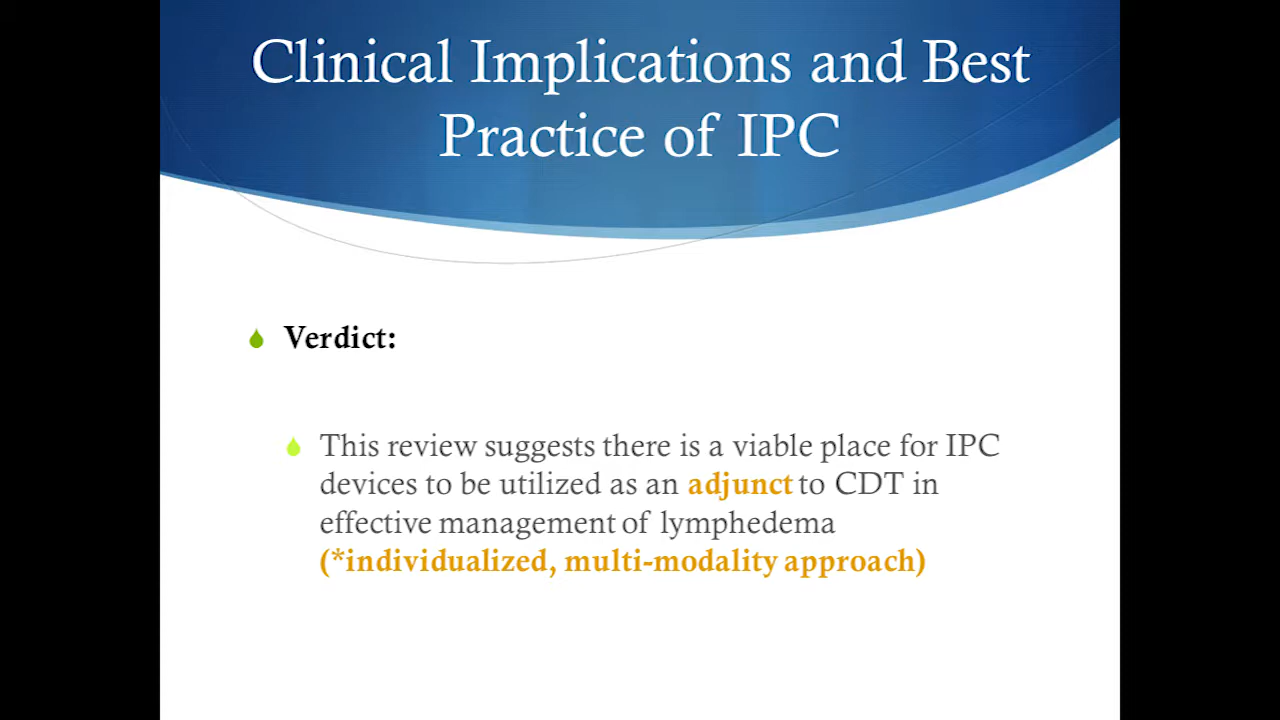 Clinical Implications and Best
Practice of IPC
Verdict:
This review suggests there is a viable place for IPC
devices to be utilized as an adjunct to CDT in
effective management of lymphedema
(*individualized, multi-modality approach)